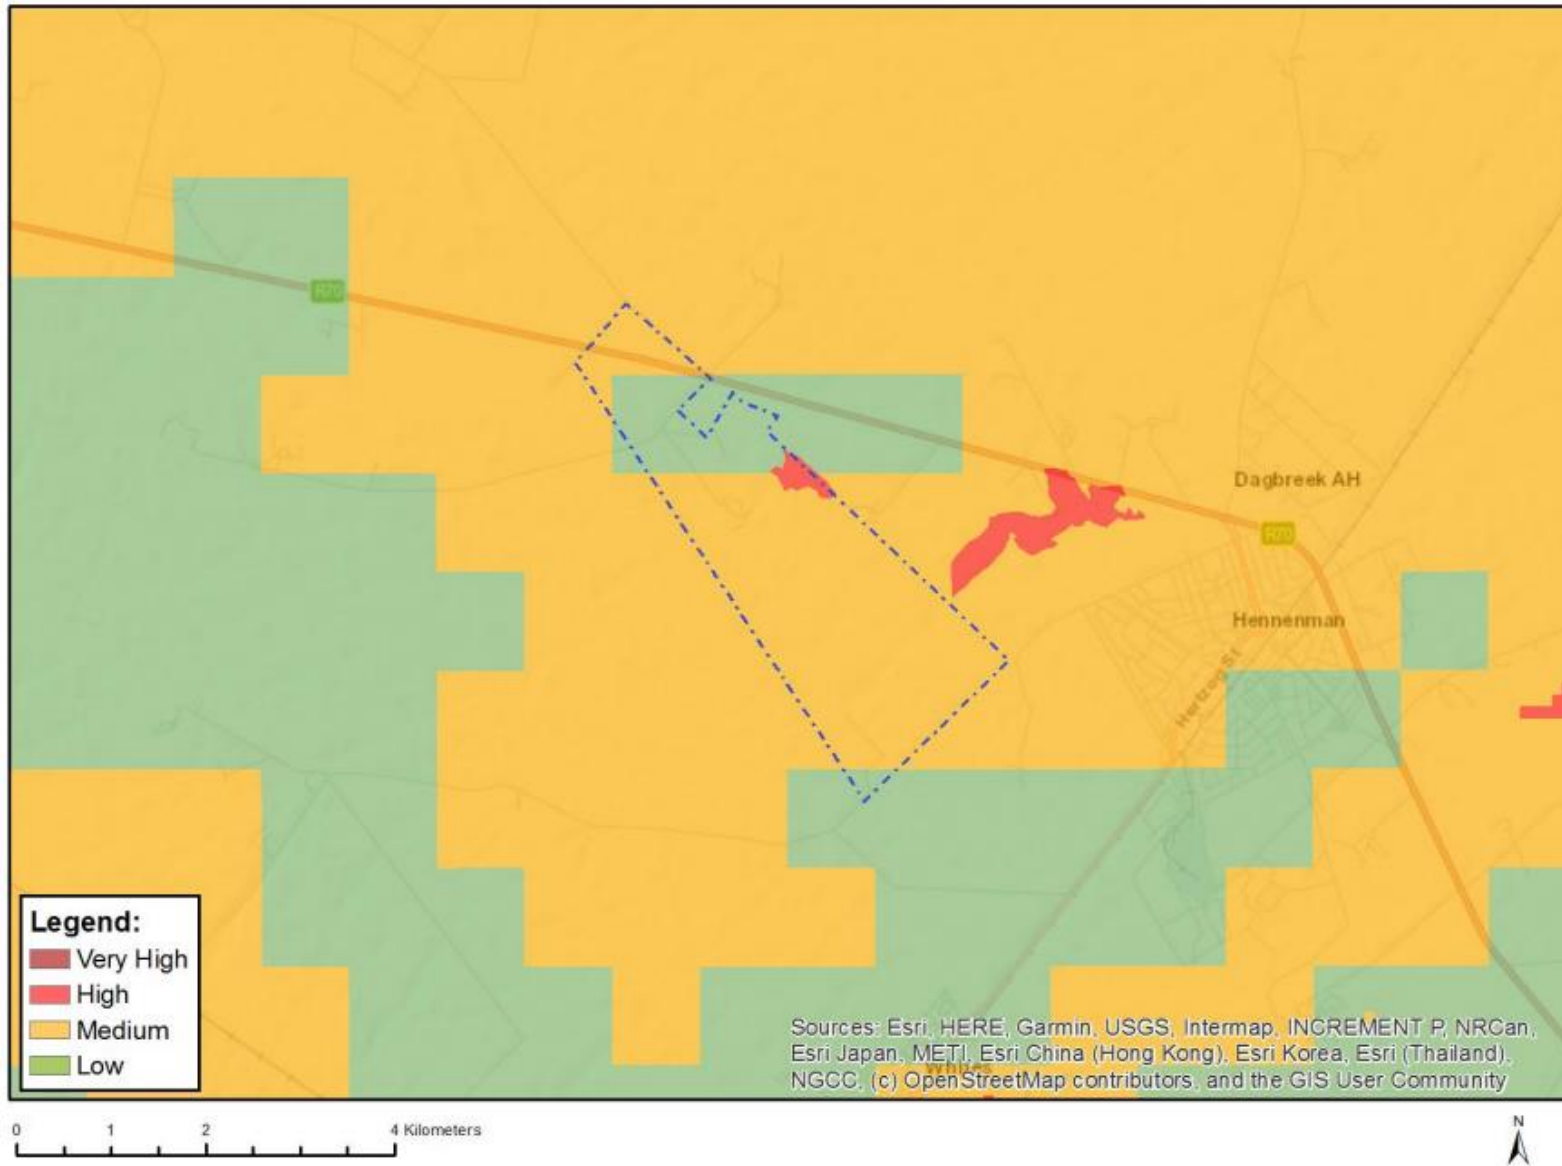 R70
Dagbreek AH
R70
Hennenman
Hertzog St
Legend:
Very High
High
Medium
Low
Sources: Esri, HERE, Garmin, USGS, Intermap, INCREMENT P, NRCan,
Esri Japan, METI, Esri China (Hong Kong), Esri Korea, Esri (Thailand),
Whites
NGCC, (c) OpenStreetMap contributors, and the GIS User Community
0 1 2 4 Kilometers
N